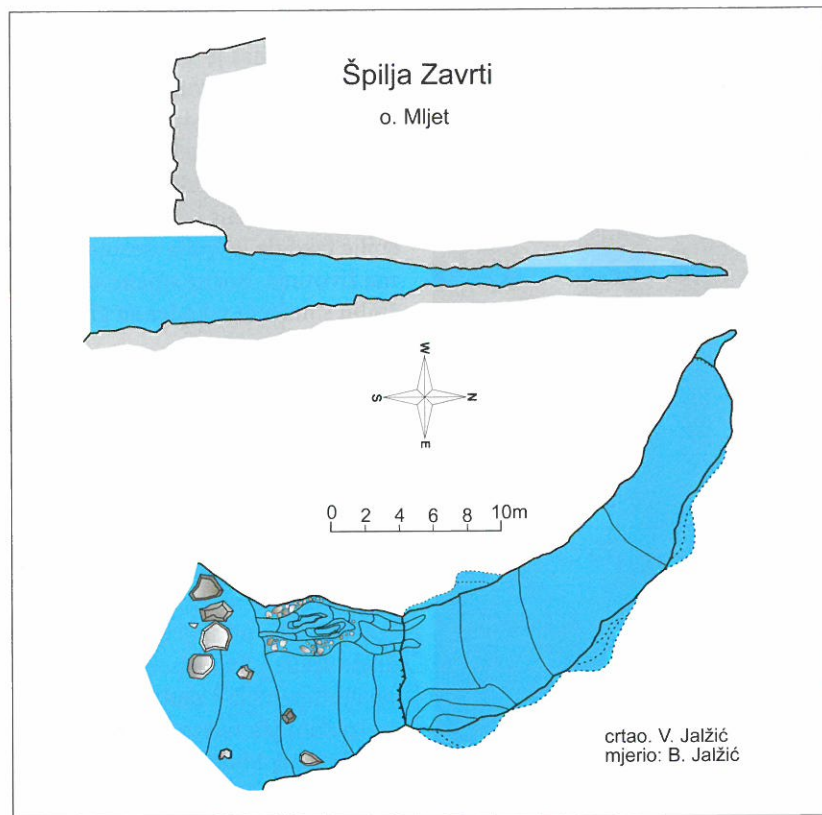 Špilja Zavrti
o. Mljet
W
S N
E
0 2 4 6 8 10m
crtao. V. Jalžić
mjerio: B. Jalžić